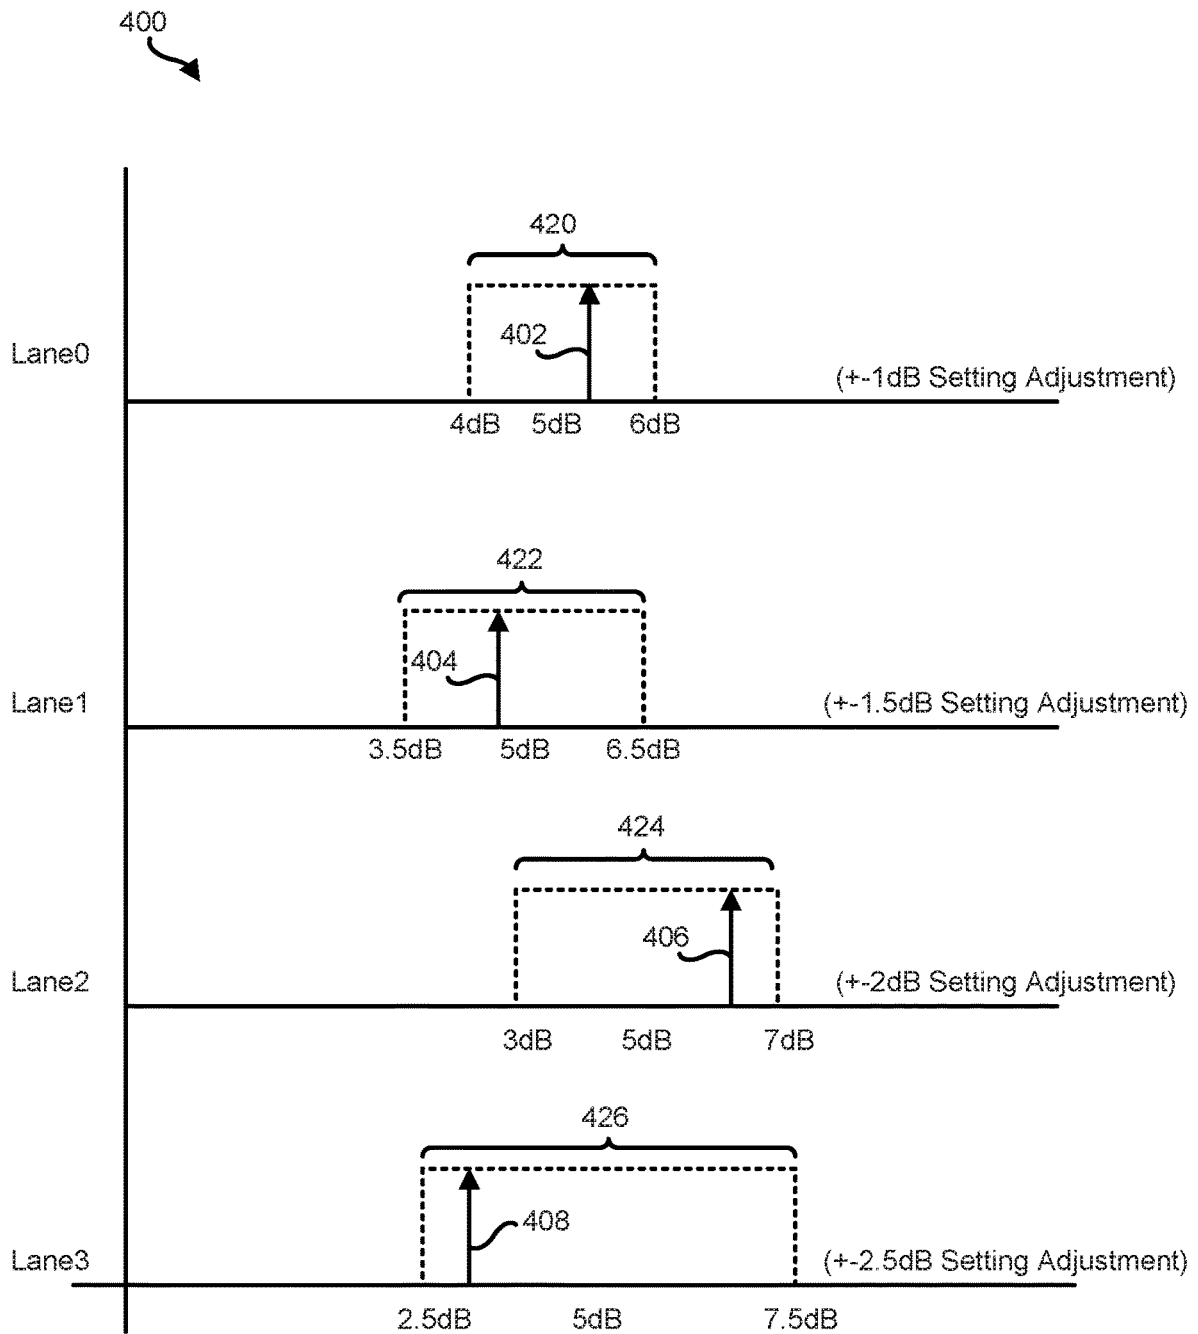 400
420
402
Lane0
(+-1dB Setting Adjustment)
4dB 5dB 6dB
422
404
Lane1
(+-1.5dB Setting Adjustment)
3.5dB 5dB 6.5dB
424
406
Lane2
(+-2dB Setting Adjustment)
3dB 5dB 7dB
426
408
Lane3
(+-2.5dB Setting Adjustment)
2.5dB 5dB 7.5dB